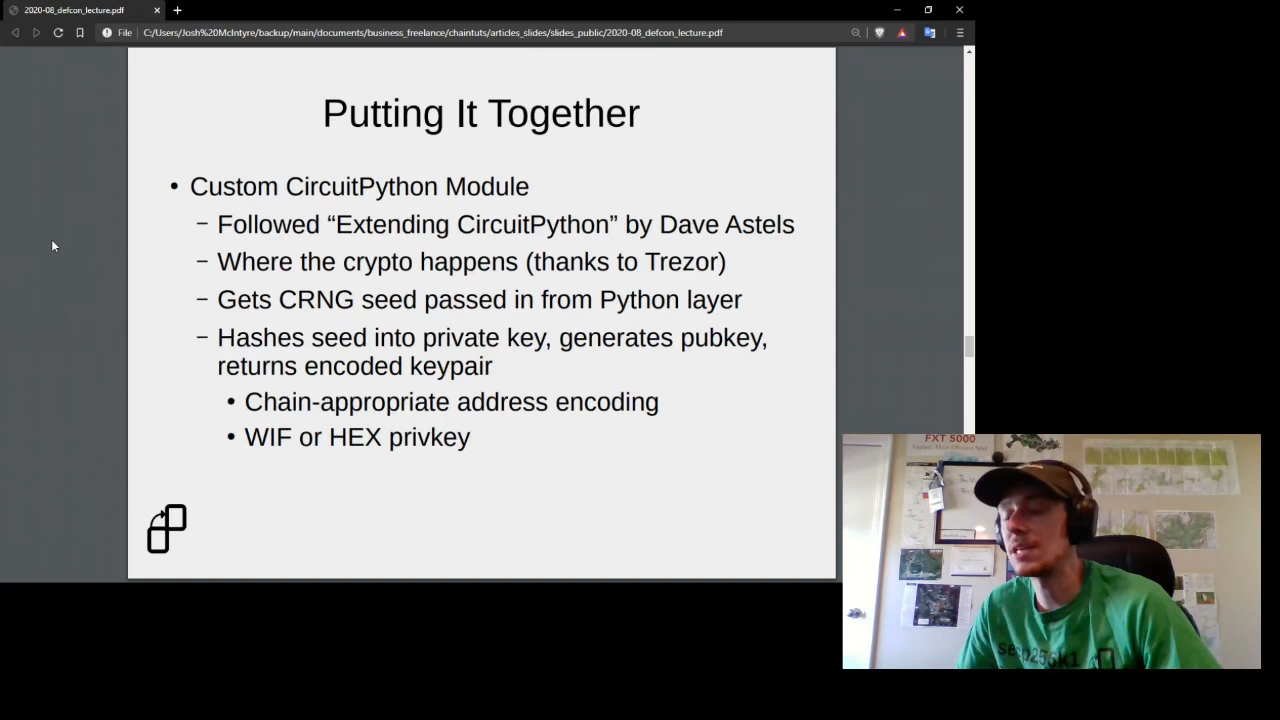 2020-08_defcon_lecture.pdf
File
C:/Users/Josh%20McIntyre/backup/main/documents/business_freelance/chaintuts/articles_slides/slides_public/2020-08_defcon_lecture.pdf
Putting It Together
• Custom CircuitPython Module
– Followed “Extending CircuitPython” by Dave Astels
– Where the crypto happens (thanks to Trezor)
– Gets CRNG seed passed in from Python layer
– Hashes seed into private key, generates pubkey,
returns encoded keypair
• Chain-appropriate address encoding
• WIF or HEX privkey
FXT 5000
secp256k1